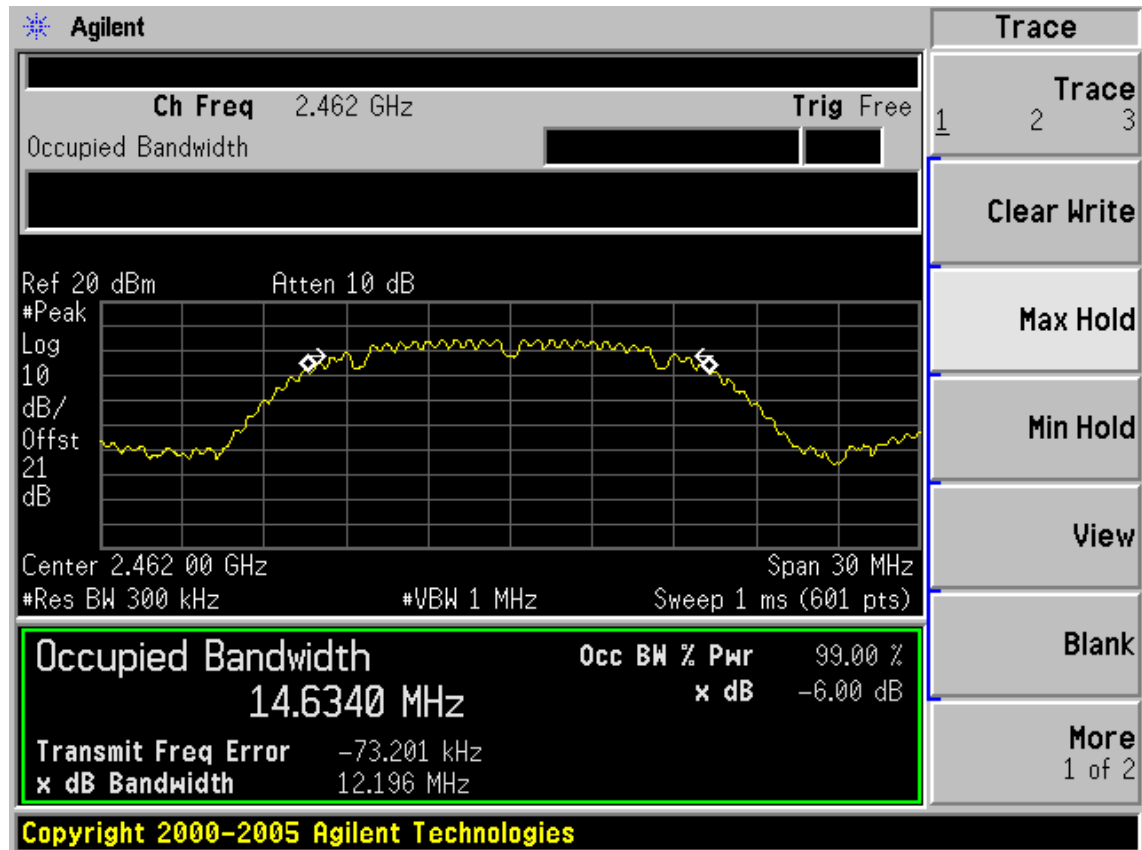 Agilent
Trace
Ch Freq 2.462 GHz Trig Free
Occupied Bandwidth
Trace
1 2 3
Clear Write
Max Hold
Min Hold
View
Blank
More
1 of 2
Ref 20 dBm Atten 10 dB
#Peak
Log
10
dB/
Offst
21
dB
Center 2.462 00 GHz Span 30 MHz
#Res BW 300 kHz #VBW 1 MHz Sweep 1 ms (601 pts)
Occupied Bandwidth
14.6340 MHz
Occ BW % Pwr 99.00 %
x dB -6.00 dB
Transmit Freq Error -73.201 kHz
x dB Bandwidth 12.196 MHz
Copyright 2000-2005 Agilent Technologies